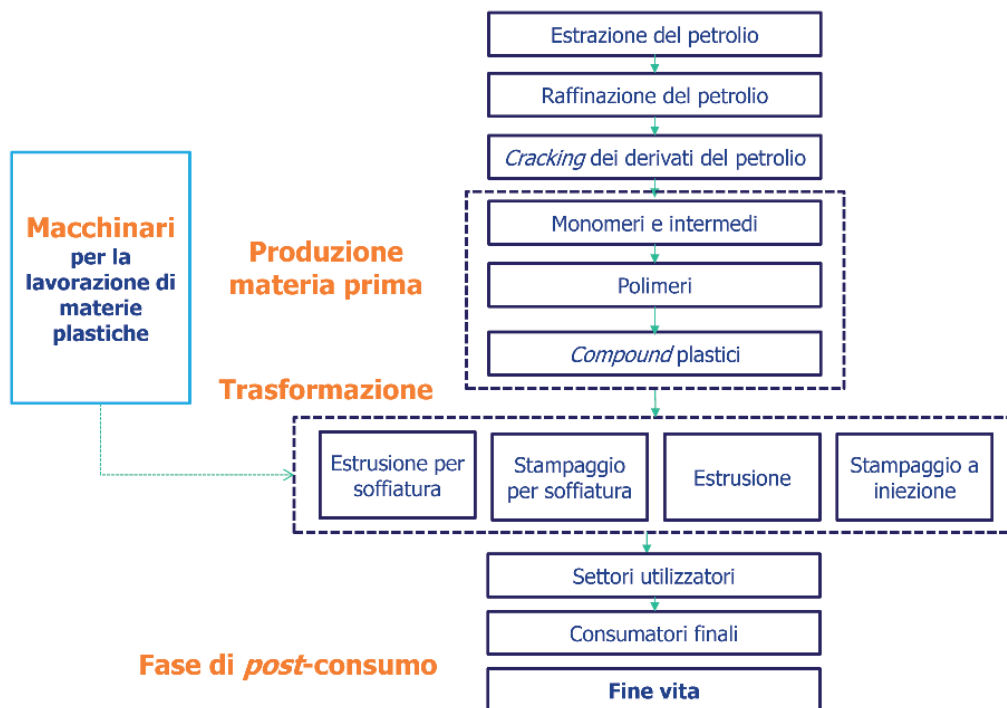 Estrazione del petrolio
Raffinazione del petrolio
Cracking dei derivati del petrolio
Macchinari
per la
lavorazione di
materie
plastiche
Produzione
materia prima
Monomeri e intermedi
Polimeri
Compound plastici
Trasformazione
Estrusione per
soffiatura
Stampaggio
per soffiatura
Estrusione
Stampaggio a
iniezione
Settori utilizzatori
Consumatori finali
Fase di post-consumo
Fine vita